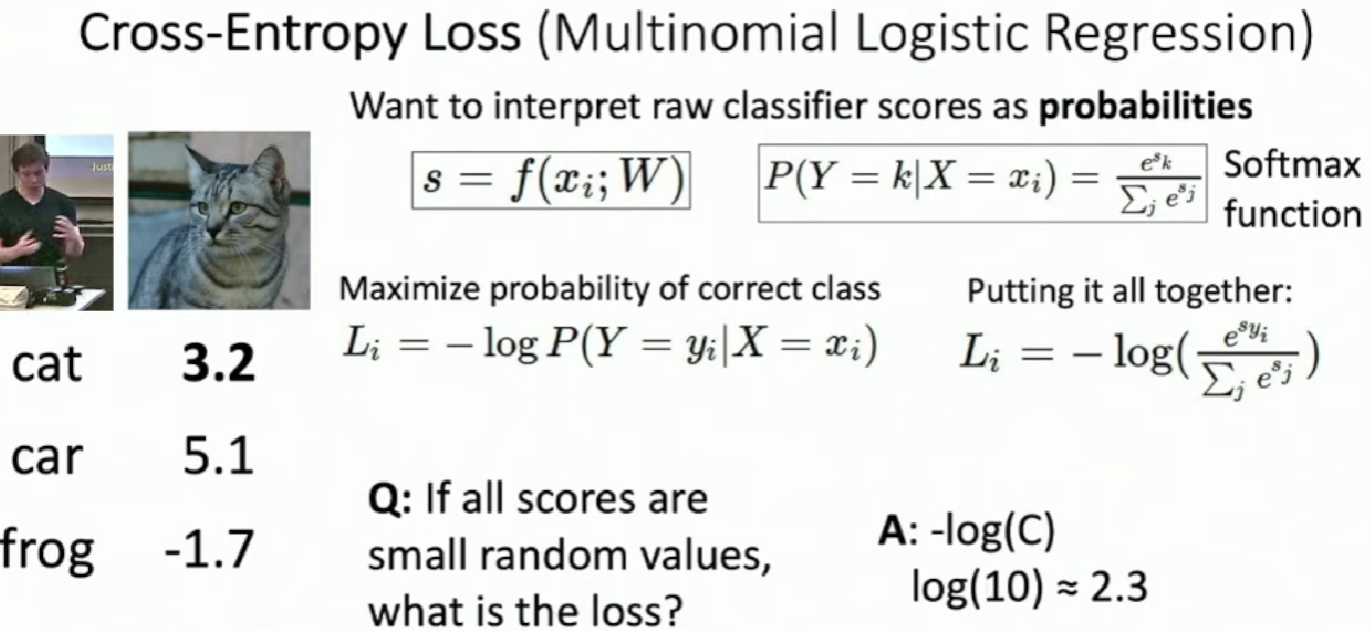 Cross-Entropy Loss (Multinomial Logistic Regression)
Want to interpret raw classifier scores as probabilities
s = f(x_i; W)
P(Y = k|X = x_i) = \frac{e^{s_k}}{\sum_j e^{s_j}}
Softmax
function
Just
Maximize probability of correct class
L_i = − log P(Y = y_i|X = x_i)
Putting it all together:
L_i = − log(\frac{e^{s_{y_i}}}{\sum_j e^{s_j}})
cat 3.2
car 5.1
frog -1.7
Q: If all scores are
small random values,
what is the loss?
A: -log(C)
log(10) ≈ 2.3